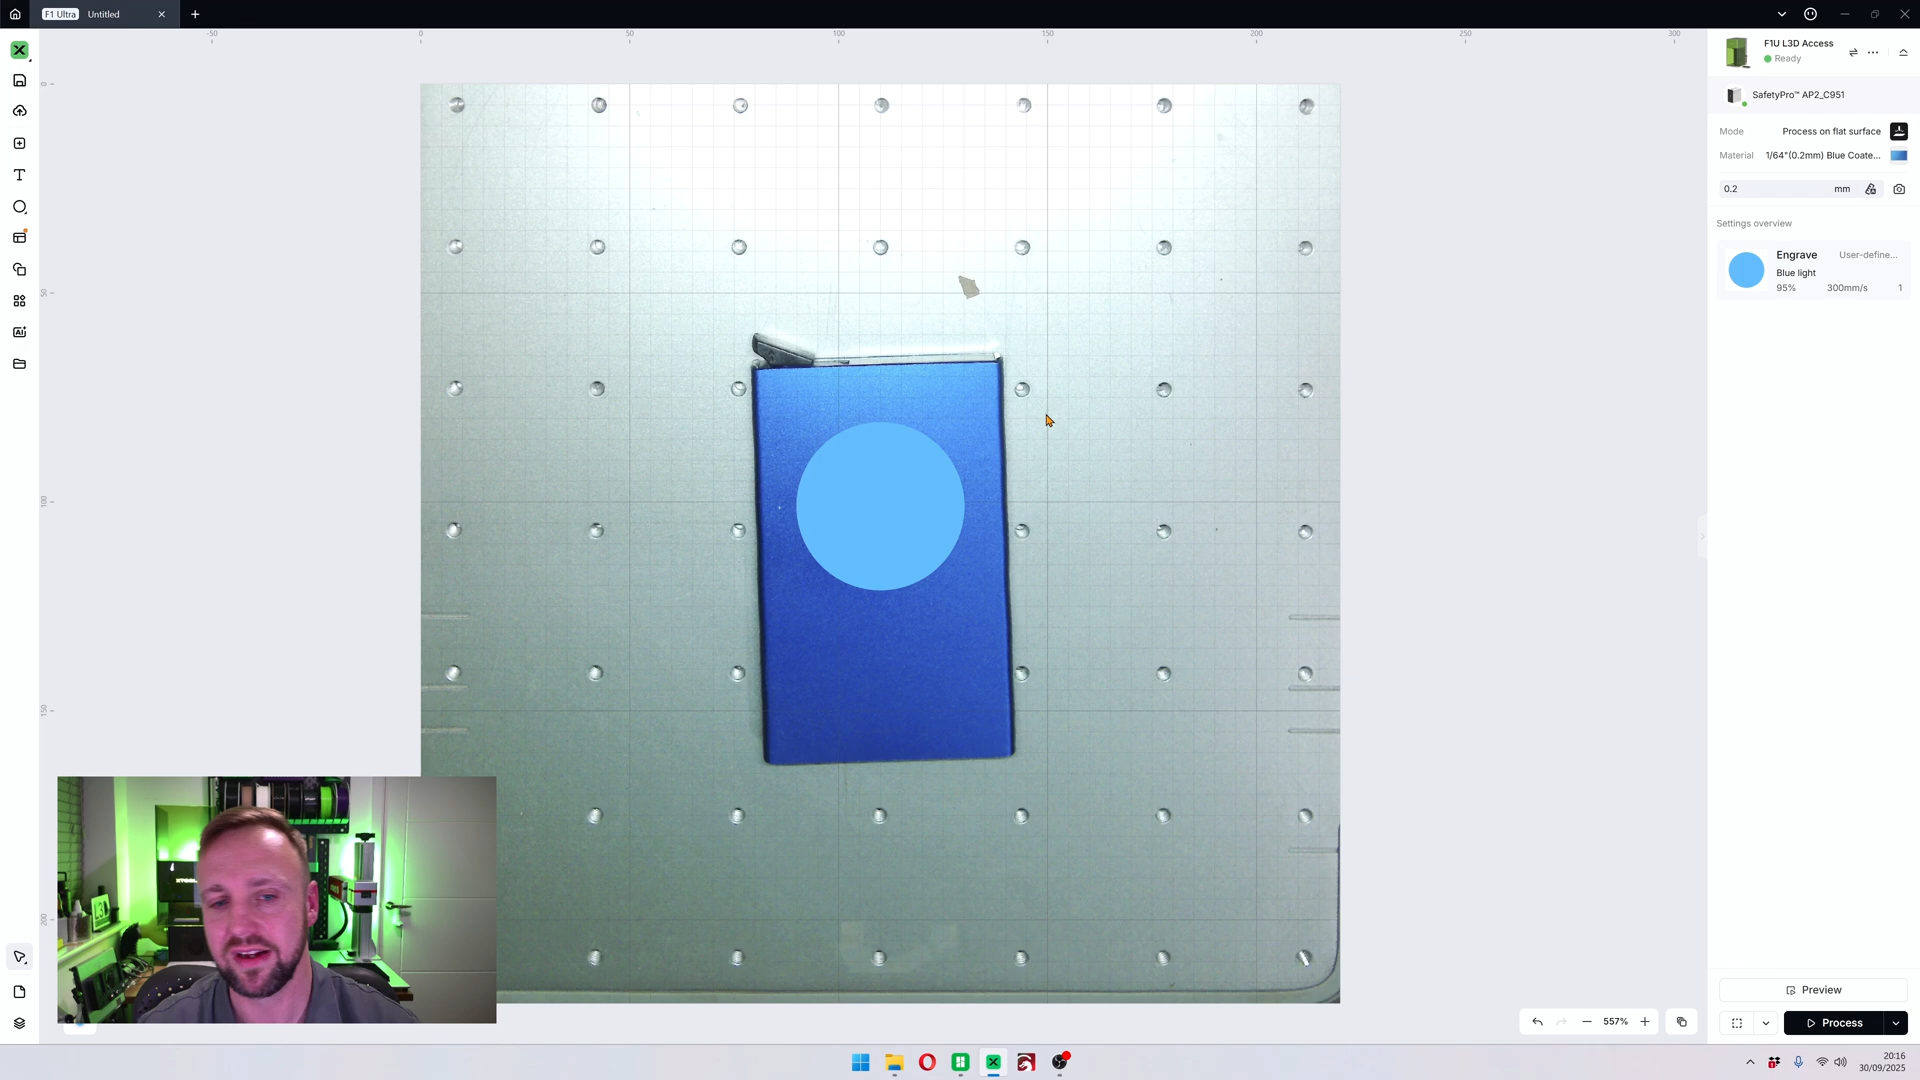 F1 Ultra Untitled
-50 0 50 100 150 200 250 300
0
50
100
150
200
F1U L3D Access
Ready
SafetyPro™ AP2_C951
Mode Process on flat surface
Material 1/64"(0.2mm) Blue Coate...
0.2 mm
Settings overview
Engrave User-define...
Blue light
95% 300mm/s 1
Ai
Preview
557%
Process
20:16
30/09/2025